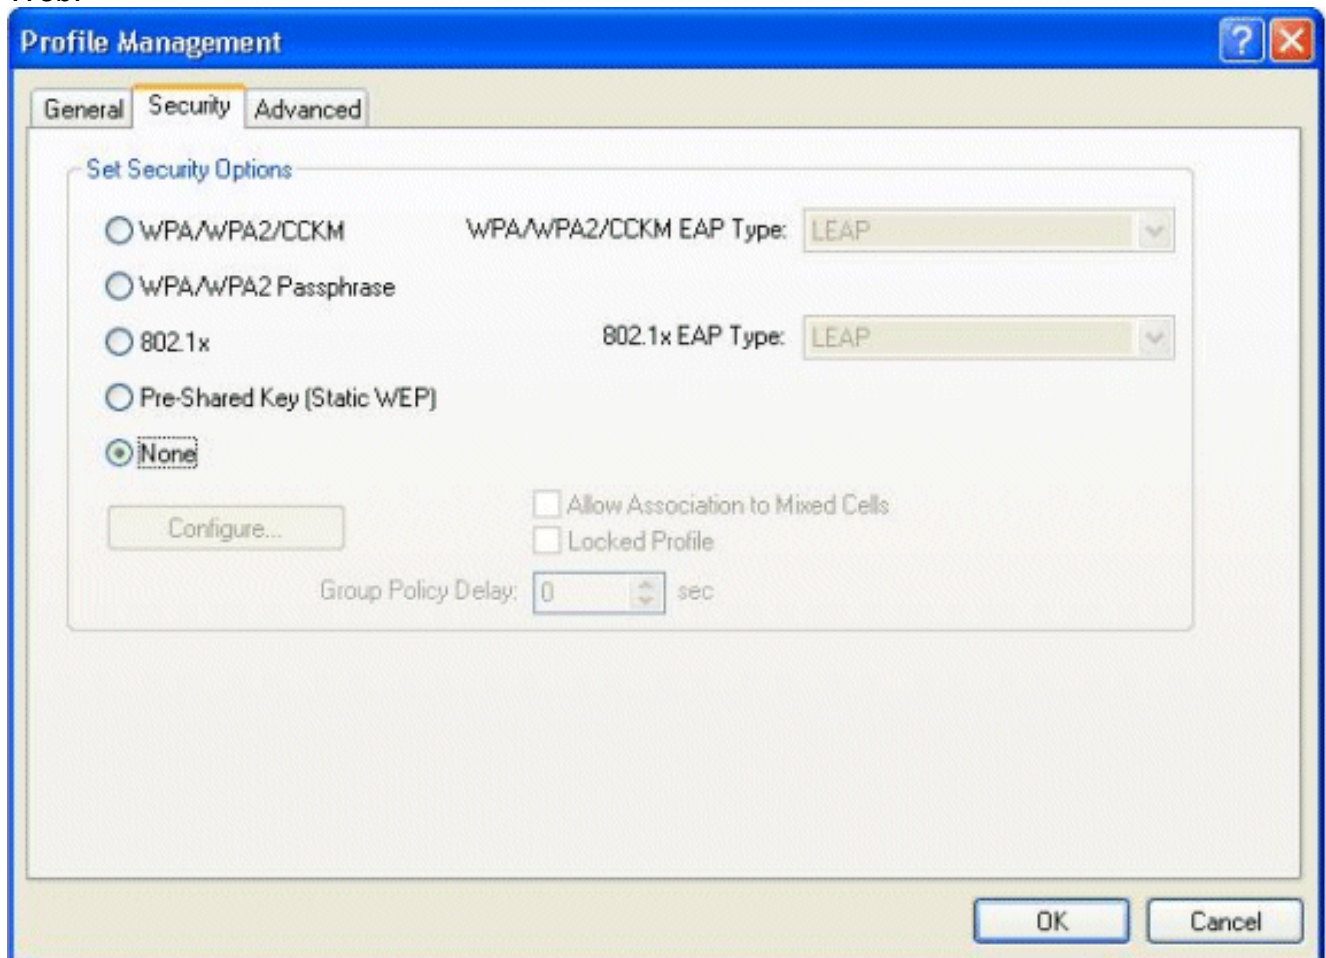 Profile Management
General Security Advanced
Set Security Options
WPA/WPA2/CCKM WPA/WPA2/CCKM EAP Type: LEAP
WPA/WPA2 Passphrase
802.1x 802.1x EAP Type: LEAP
Pre-Shared Key (Static WEP)
None
Configure... Allow Association to Mixed Cells
Locked Profile
Group Policy Delay: 0 sec
OK Cancel